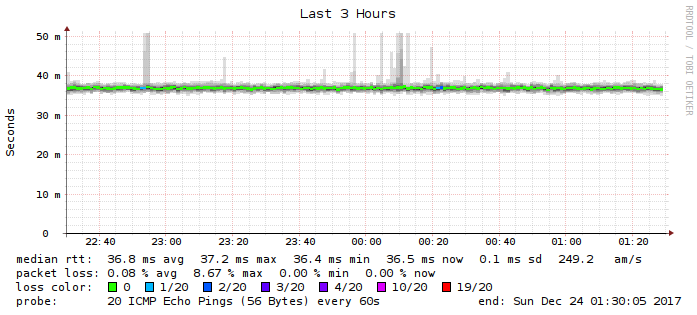 Last 3 Hours
RRDTOOL / TOBI OETIKER
Seconds
50 m
40 m
30 m
20 m
10 m
0
22:40 23:00 23:20 23:40 00:00 00:20 00:40 01:00 01:20
median rtt: 36.8 ms avg 37.2 ms max 36.4 ms min 36.5 ms now 0.1 ms sd 249.2 am/s
packet loss: 0.08 % avg 8.67 % max 0.00 % min 0.00 % now
loss color: 0 1/20 2/20 3/20 4/20 10/20 19/20
probe: 20 ICMP Echo Pings (56 Bytes) every 60s end: Sun Dec 24 01:30:05 2017